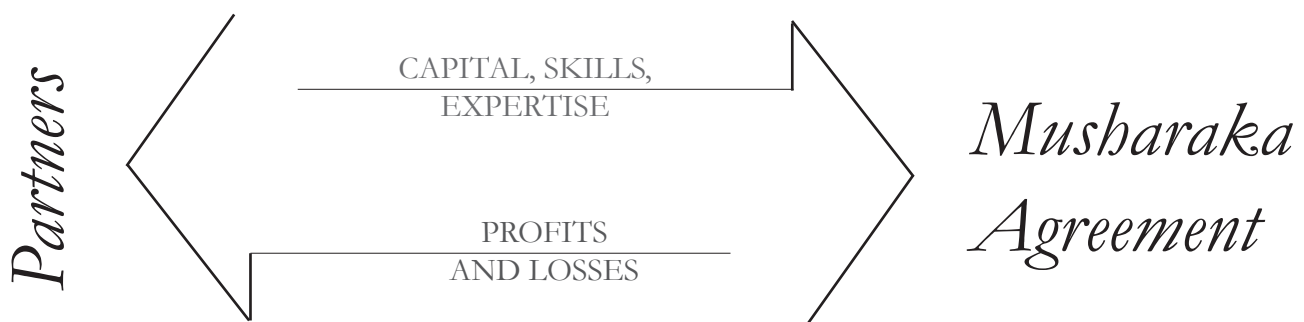 Partners
CAPITAL, SKILLS,
EXPERTISE
PROFITS
AND LOSSES
Musharaka
Agreement